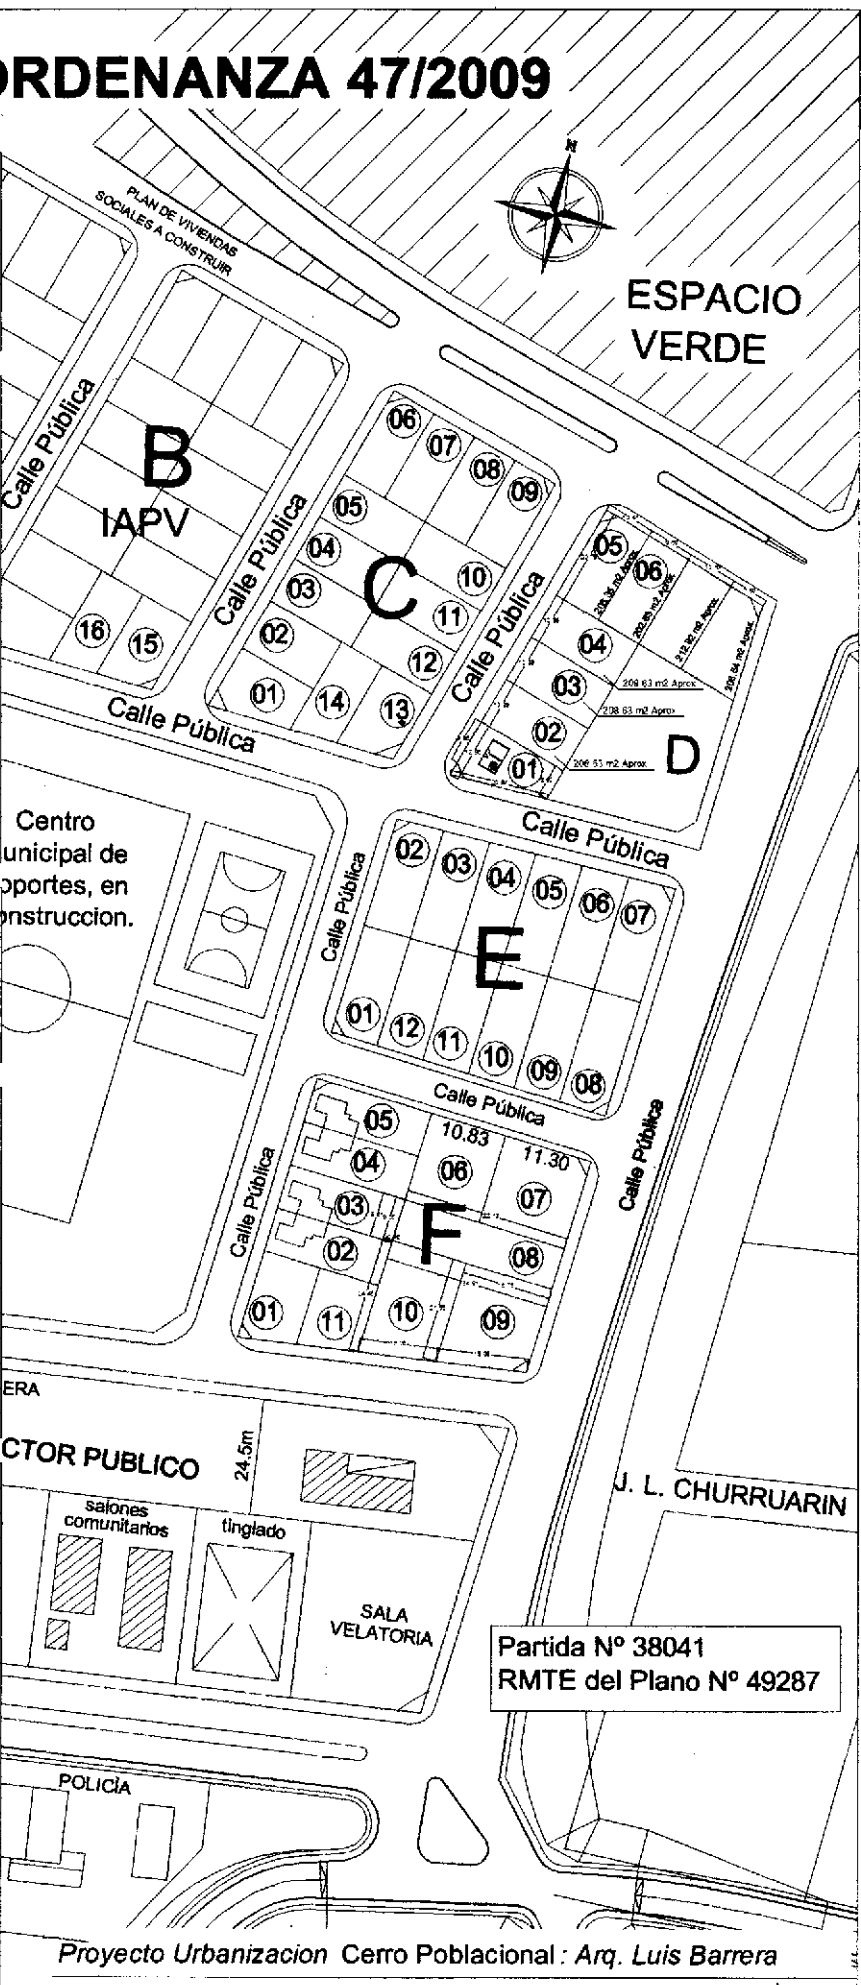 ORDENANZA 47/2009
N
PLAN DE VIVIENDAS
SOCIALES A CONSTRUIR
ESPACIO
VERDE
Calle Pública
B
IAPV
16
15
Calle Pública
06
07
08
09
05
04
03
02
01
C
10
11
12
14
13
Calle Pública
Calle Pública
05
06
04
03
02
01
D
208.63 m2 Aprox
208.63 m2 Aprox
208.63 m2 Aprox
Calle Pública
Centro
unicipal de
portes, en
onstruccion.
Calle Pública
02
03
04
05
06
07
E
01
12
11
10
09
08
Calle Pública
Calle Pública
Calle Pública
05
04
03
02
01
10.83
11.30
06
07
F
08
11
10
09
ERA
CTOR PUBLICO
24.5m
salones
comunitarios
tinglado
SALA
VELATORIA
J. L. CHURRUARIN
Partida Nº 38041
RMTE del Plano Nº 49287
POLICÍA
Proyecto Urbanizacion Cerro Poblacional : Arq. Luis Barrera